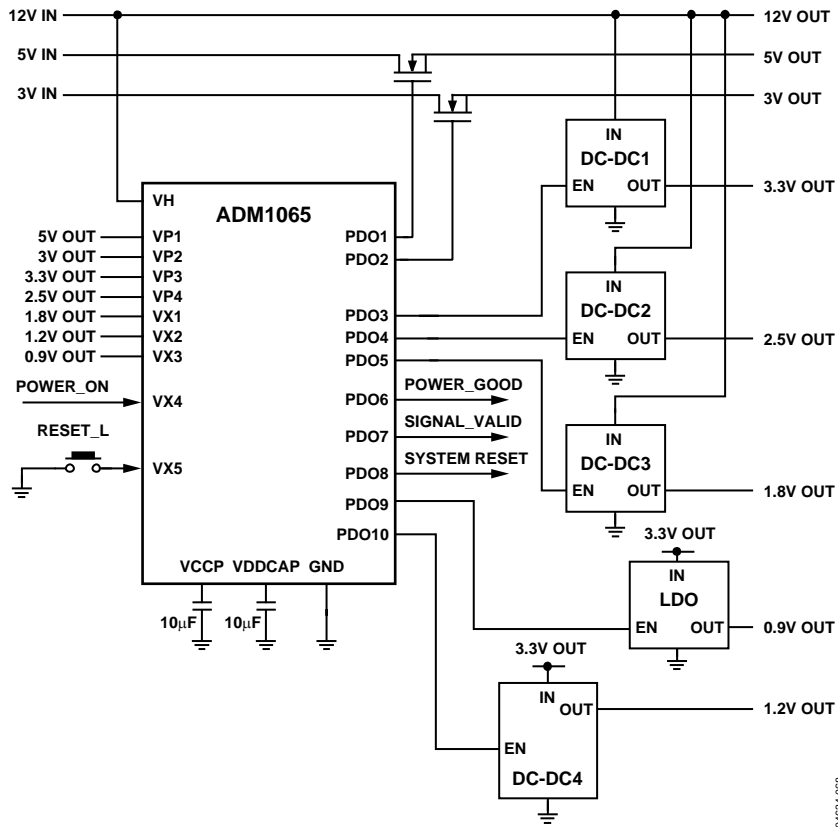 12V IN
12V OUT
5V IN
5V OUT
3V IN
3V OUT
IN
DC-DC1
EN OUT
3.3V OUT
ADM1065
VH
5V OUT
VP1
3V OUT
VP2
3.3V OUT
VP3
2.5V OUT
VP4
1.8V OUT
VX1
1.2V OUT
VX2
0.9V OUT
VX3
POWER_ON
VX4
RESET_L
VX5
PDO1
PDO2
PDO3
PDO4
PDO5
PDO6
POWER_GOOD
PDO7
SIGNAL_VALID
PDO8
SYSTEM RESET
PDO9
PDO10
VCCP VDDCAP GND
10µF
10µF
IN
DC-DC2
EN OUT
2.5V OUT
IN
DC-DC3
EN OUT
1.8V OUT
3.3V OUT
IN
LDO
EN OUT
0.9V OUT
3.3V OUT
IN
OUT
1.2V OUT
EN
DC-DC4